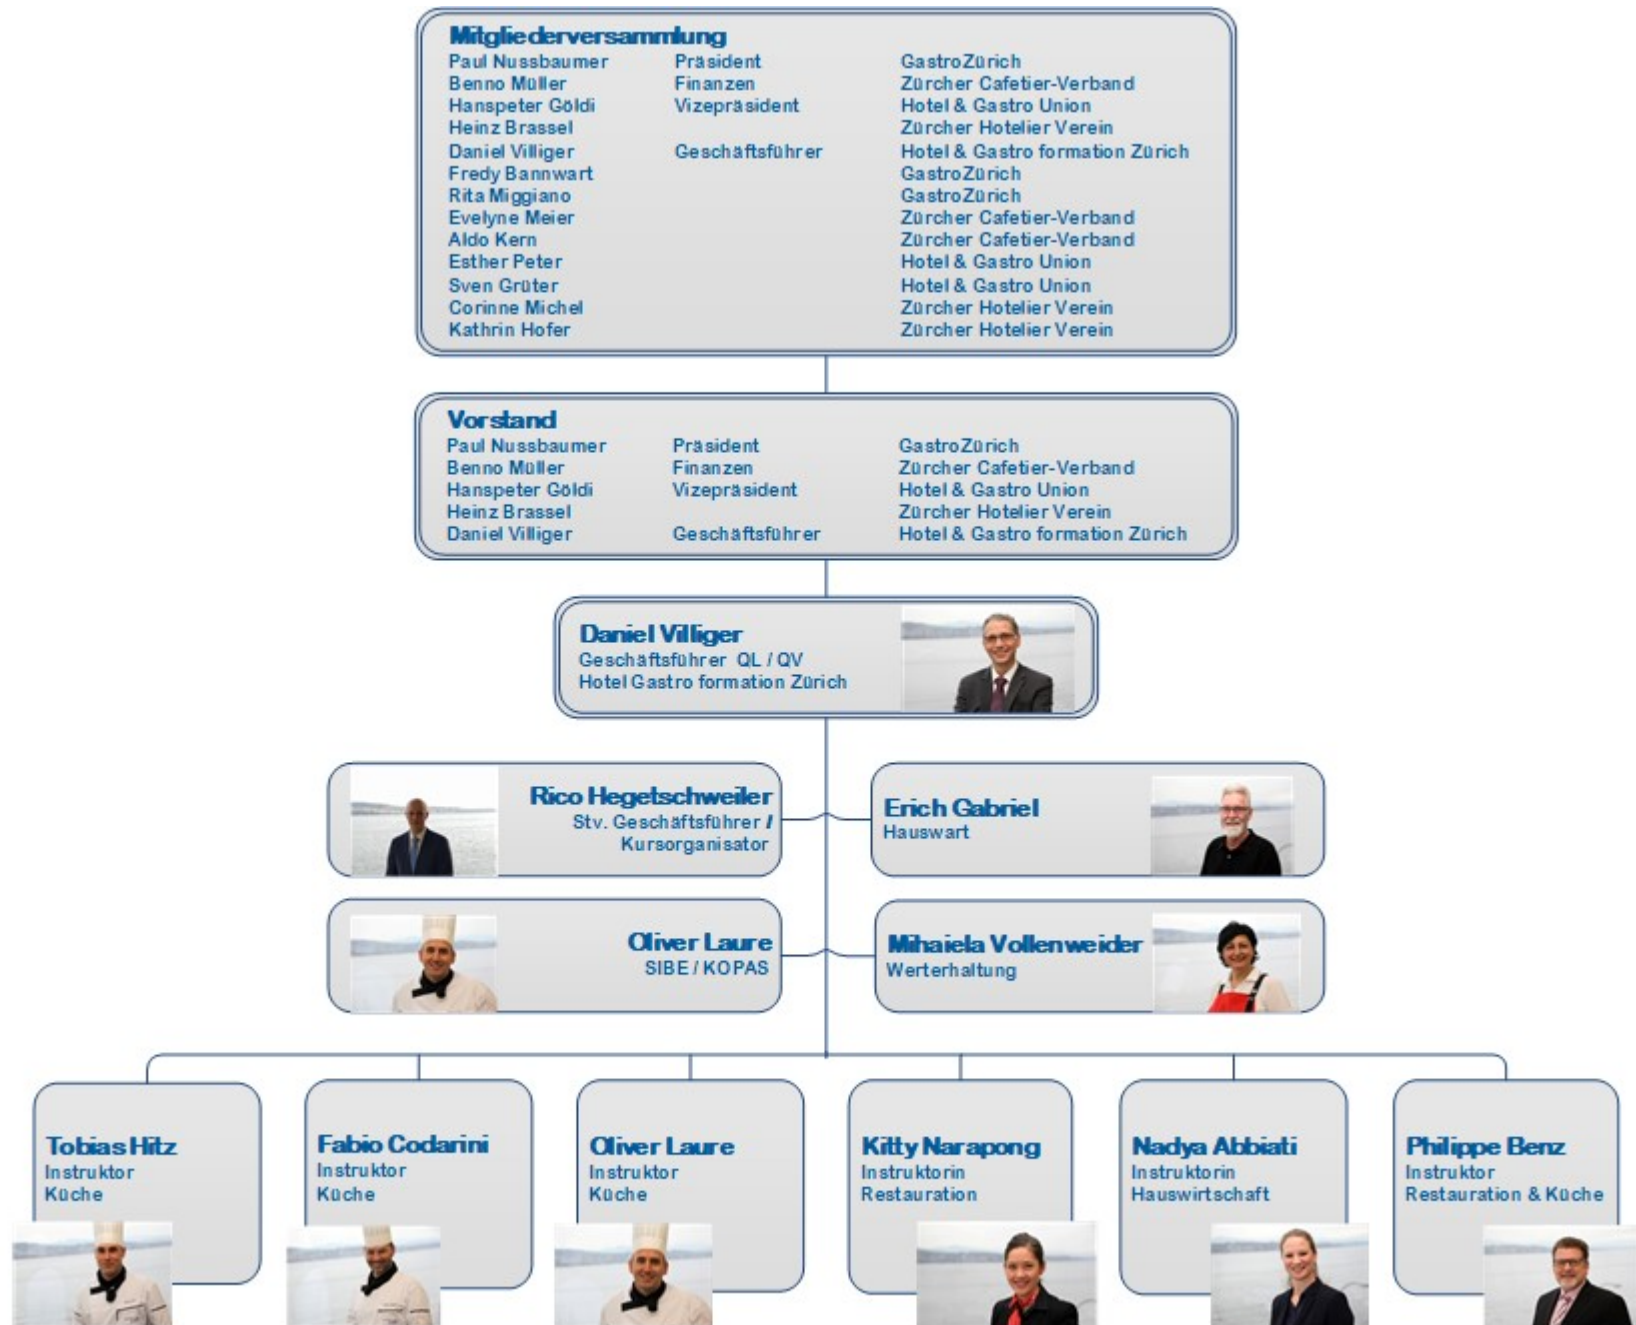 Mitgliederversammlung
Paul Nussbaumer Präsident GastroZürich
Benno Müller Finanzen Zürcher Cafetier-Verband
Hanspeter Göldi Vizepräsident Hotel & Gastro Union
Heinz Brassel Zürcher Hotelier Verein
Daniel Villiger Geschäftsführer Hotel & Gastro formation Zürich
Fredy Bannwart GastroZürich
Rita Miggiano GastroZürich
Evelyne Meier Zürcher Cafetier-Verband
Aldo Kern Zürcher Cafetier-Verband
Esther Peter Hotel & Gastro Union
Sven Grüter Hotel & Gastro Union
Corinne Michel Zürcher Hotelier Verein
Kathrin Hofer Zürcher Hotelier Verein
Vorstand
Paul Nussbaumer Präsident GastroZürich
Benno Müller Finanzen Zürcher Cafetier-Verband
Hanspeter Göldi Vizepräsident Hotel & Gastro Union
Heinz Brassel Zürcher Hotelier Verein
Daniel Villiger Geschäftsführer Hotel & Gastro formation Zürich
Daniel Villiger
Geschäftsführer QL / QV
Hotel Gastro formation Zürich
Rico Hegetschweiler
Stv. Geschäftsführer /
Kursorganisator
Erich Gabriel
Hauswart
Oliver Laure
SIBE / KOPAS
Mihaiela Vollenweider
Werterhaltung
Tobias Hitz
Instruktor
Küche
Fabio Codarini
Instruktor
Küche
Oliver Laure
Instruktor
Küche
Kitty Narapong
Instruktorin
Restauration
Nadya Abbiati
Instruktorin
Hauswirtschaft
Philippe Benz
Instruktor
Restauration & Küche